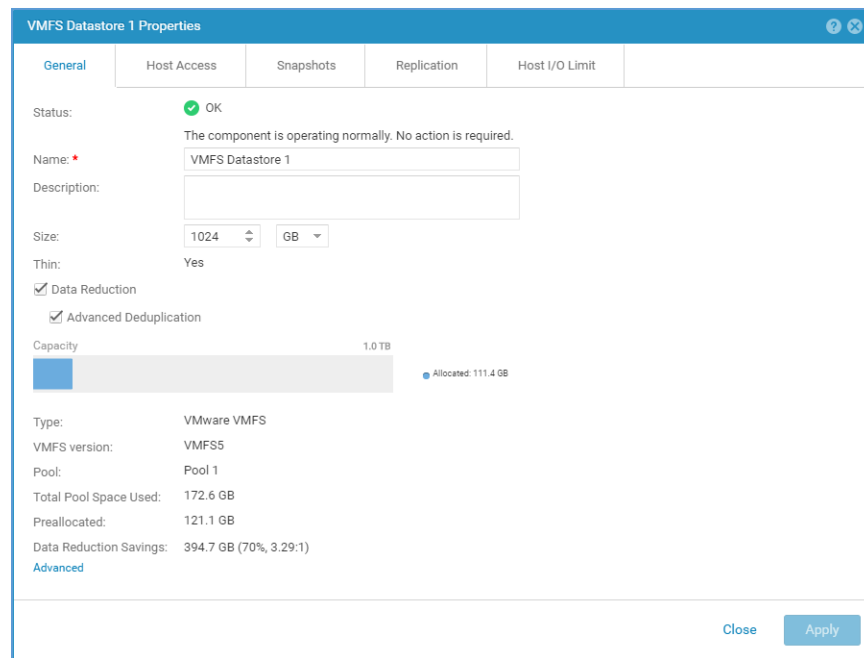 VMFS Datastore 1 Properties
General Host Access Snapshots Replication Host I/O Limit
Status: OK
The component is operating normally. No action is required.
Name: * VMFS Datastore 1
Description:
Size: 1024 GB
Thin: Yes
Data Reduction
Advanced Deduplication
Capacity 1.0 TB
Allocated: 111.4 GB
Type: VMware VMFS
VMFS version: VMFS5
Pool: Pool 1
Total Pool Space Used: 172.6 GB
Preallocated: 121.1 GB
Data Reduction Savings: 394.7 GB (70%, 3.29:1)
Advanced
Close Apply